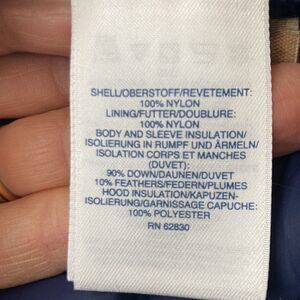 SHELL/OBERSTOFF/REVETEMENT:
100% NYLON
LINING/FUTTER/DOUBLURE:
100% NYLON
BODY AND SLEEVE INSULATION/
ISOLIERUNG IN RUMPF UND ÄRMELN/
ISOLATION CORPS ET MANCHES
(DUVET):
90% DOWN/DAUNEN/DUVET
10% FEATHERS/FEDERN/PLUMES
HOOD INSULATION/KAPUZEN-
ISOLIERUNG/GARNISSAGE CAPUCHE:
100% POLYESTER
RN 62830